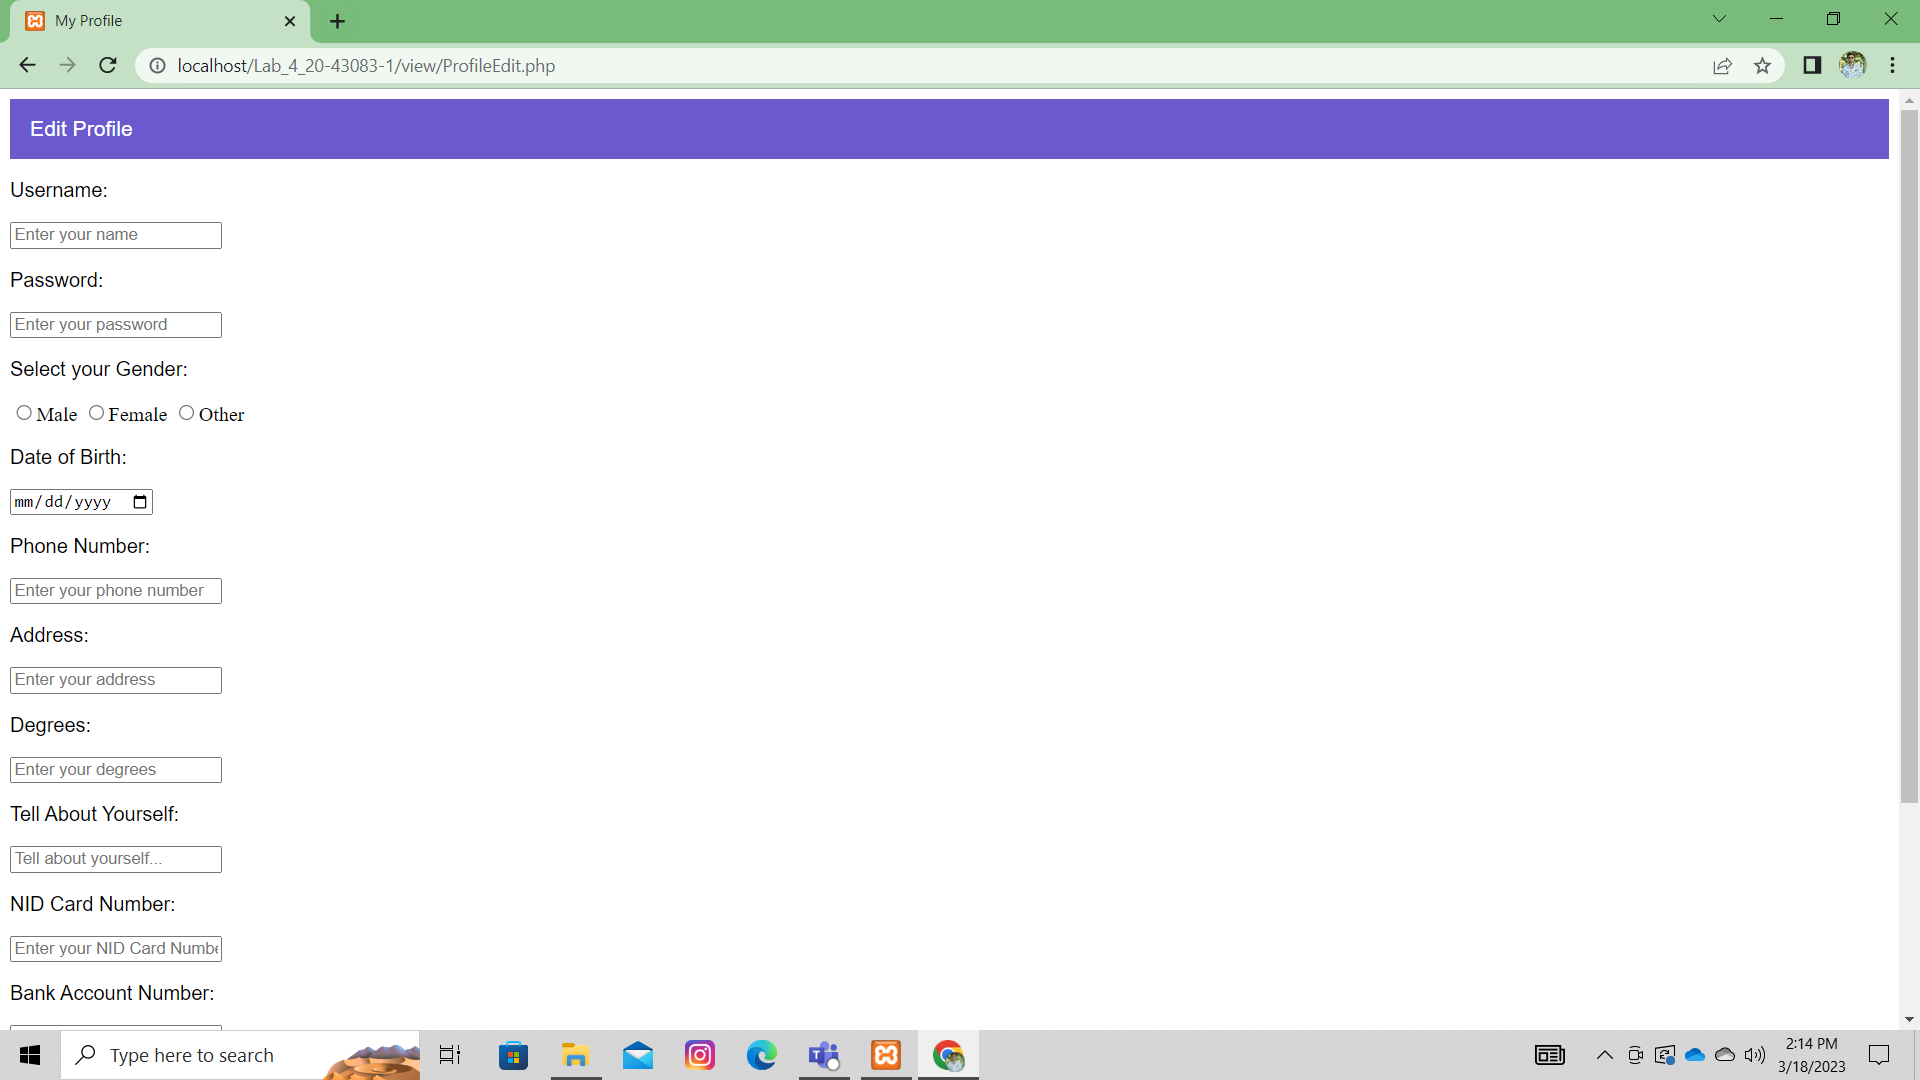 My Profile
localhost/Lab_4_20-43083-1/view/ProfileEdit.php
Edit Profile
Username:
Enter your name
Password:
Enter your password
Select your Gender:
Male Female Other
Date of Birth:
mm/dd/yyyy
Phone Number:
Enter your phone number
Address:
Enter your address
Degrees:
Enter your degrees
Tell About Yourself:
Tell about yourself...
NID Card Number:
Enter your NID Card Numbe
Bank Account Number:
Type here to search
2:14 PM
3/18/2023